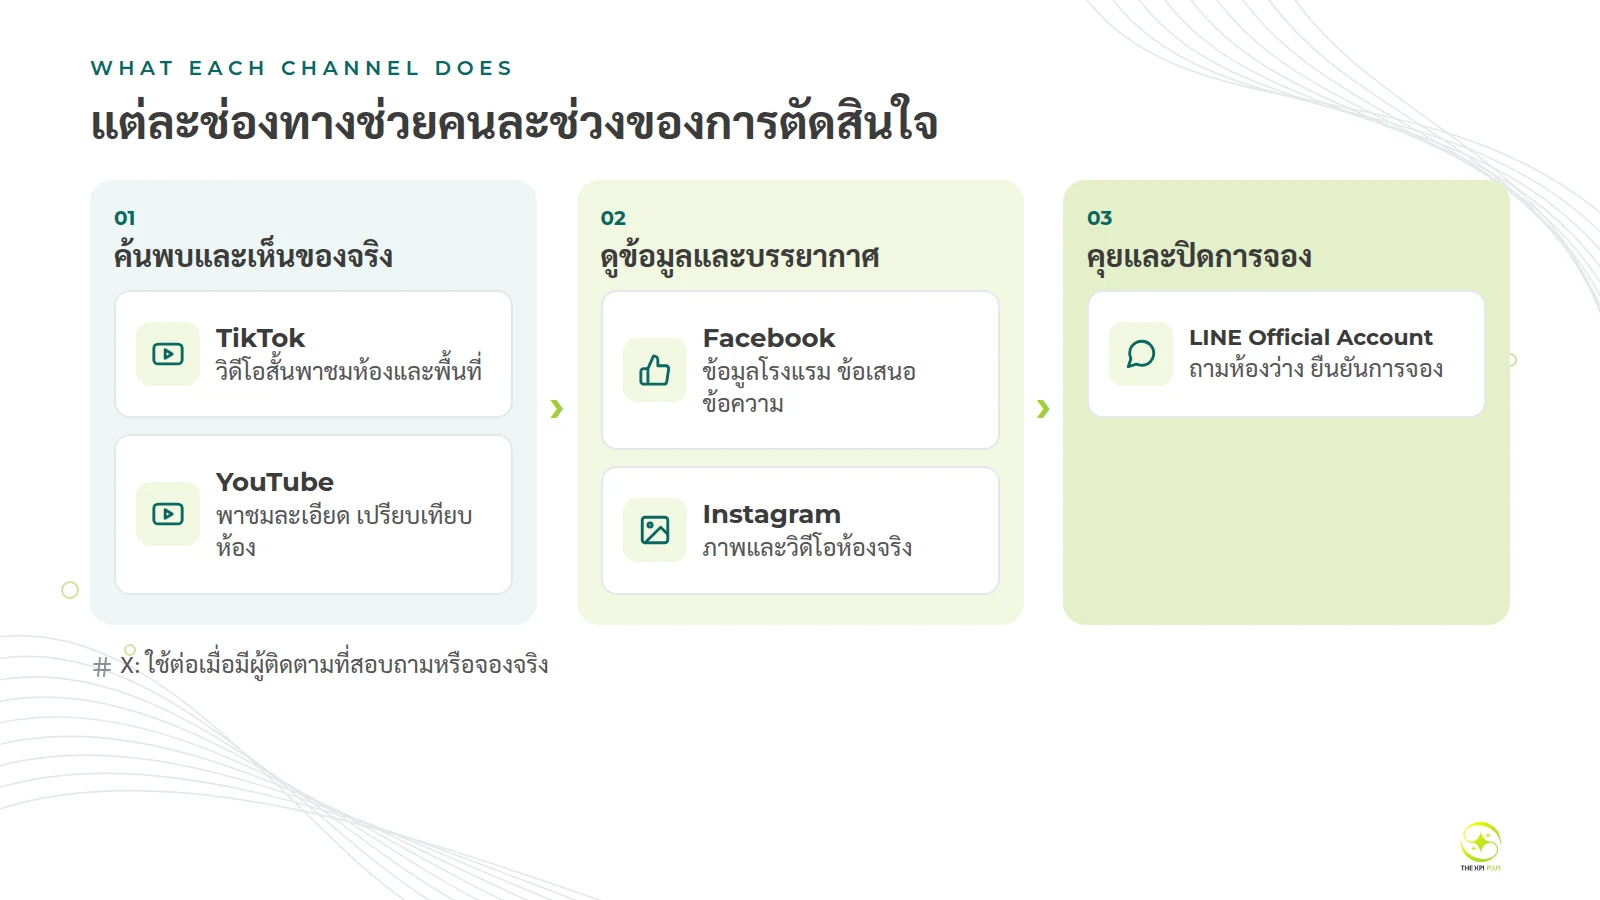 WHAT EACH CHANNEL DOES
แต่ละช่องทางช่วยคนละช่วงของการตัดสินใจ
01
ค้นพบและเห็นของจริง
TikTok
วิดีโอสั้นพาชมห้องและพื้นที่
YouTube
พาชมละเอียด เปรียบเทียบ
ห้อง
02
ดูข้อมูลและบรรยากาศ
Facebook
ข้อมูลโรงแรม ข้อเสนอ
ข้อความ
Instagram
ภาพและวิดีโอห้องจริง
03
คุยและปิดการจอง
LINE Official Account
ถามห้องว่าง ยืนยันการจอง
# X: ใช้ต่อเมื่อมีผู้ติดตามที่สอบถามหรือจองจริง
THE XPI PLUS